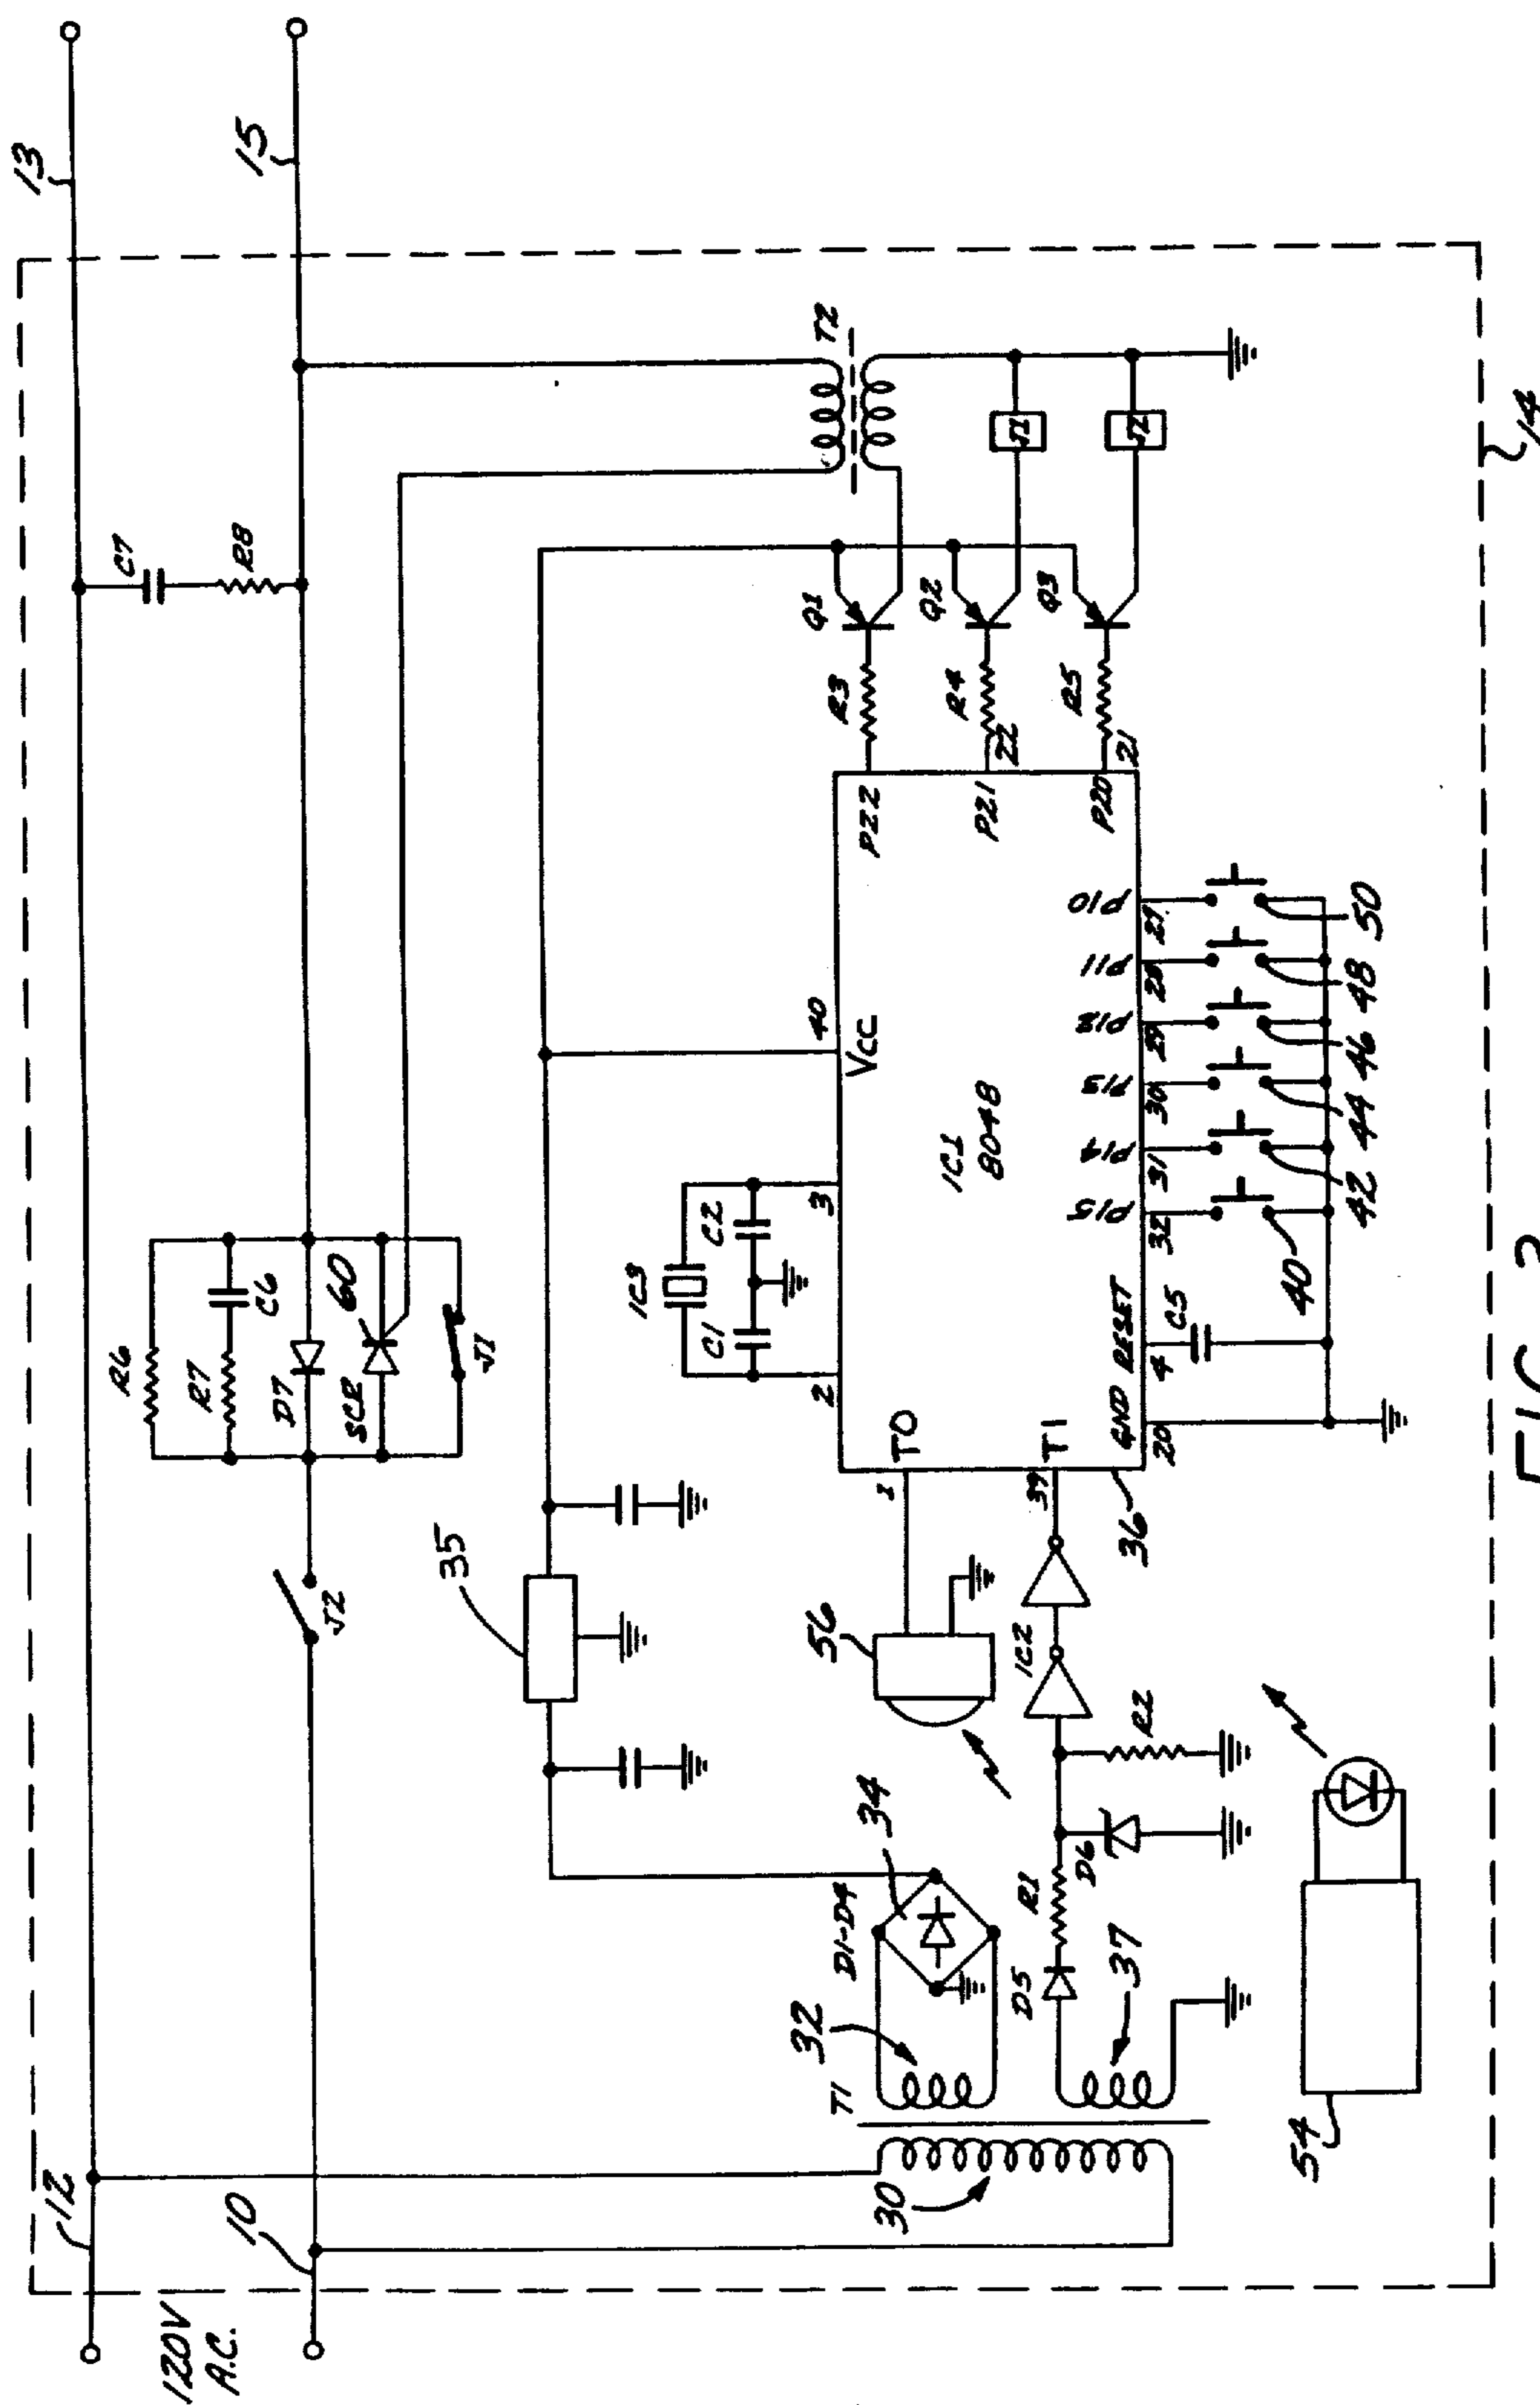 13
15
12
10
120V
A.C.
C7
R8
R6
R7
C6
D7
60
SCR
J1
J2
35
T2
J1
J2
Q1
Q2
Q3
R3
R4
R5
22
21
P22
P21
P20
40
Vcc
IC3
C1
C2
2
3
IC1
8048
1
TO
39
T1
36
GND
20
RESET
4
C5
P15
P14
P13
P12
P11
P10
32
31
30
29
28
27
40
42
44
46
48
50
56
IC2
R2
D6
R1
D5
34
D1-D4
32
T1
37
30
54
14